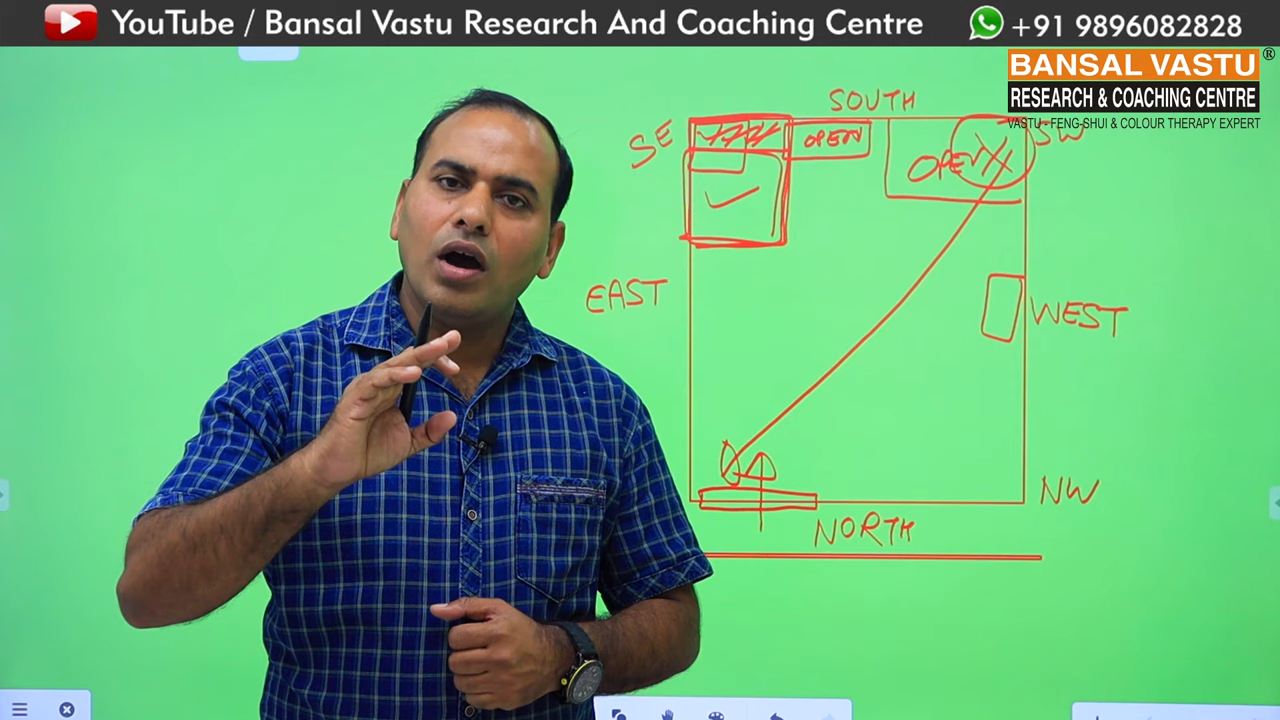 YouTube / Bansal Vastu Research And Coaching Centre
+91 9896082828
BANSAL VASTU ®
RESEARCH & COACHING CENTRE
VASTU - FENG-SHUI & COLOUR THERAPY EXPERT
SOUTH
SE
OPEN
OPEN
SW
EAST
WEST
NW
NORTH